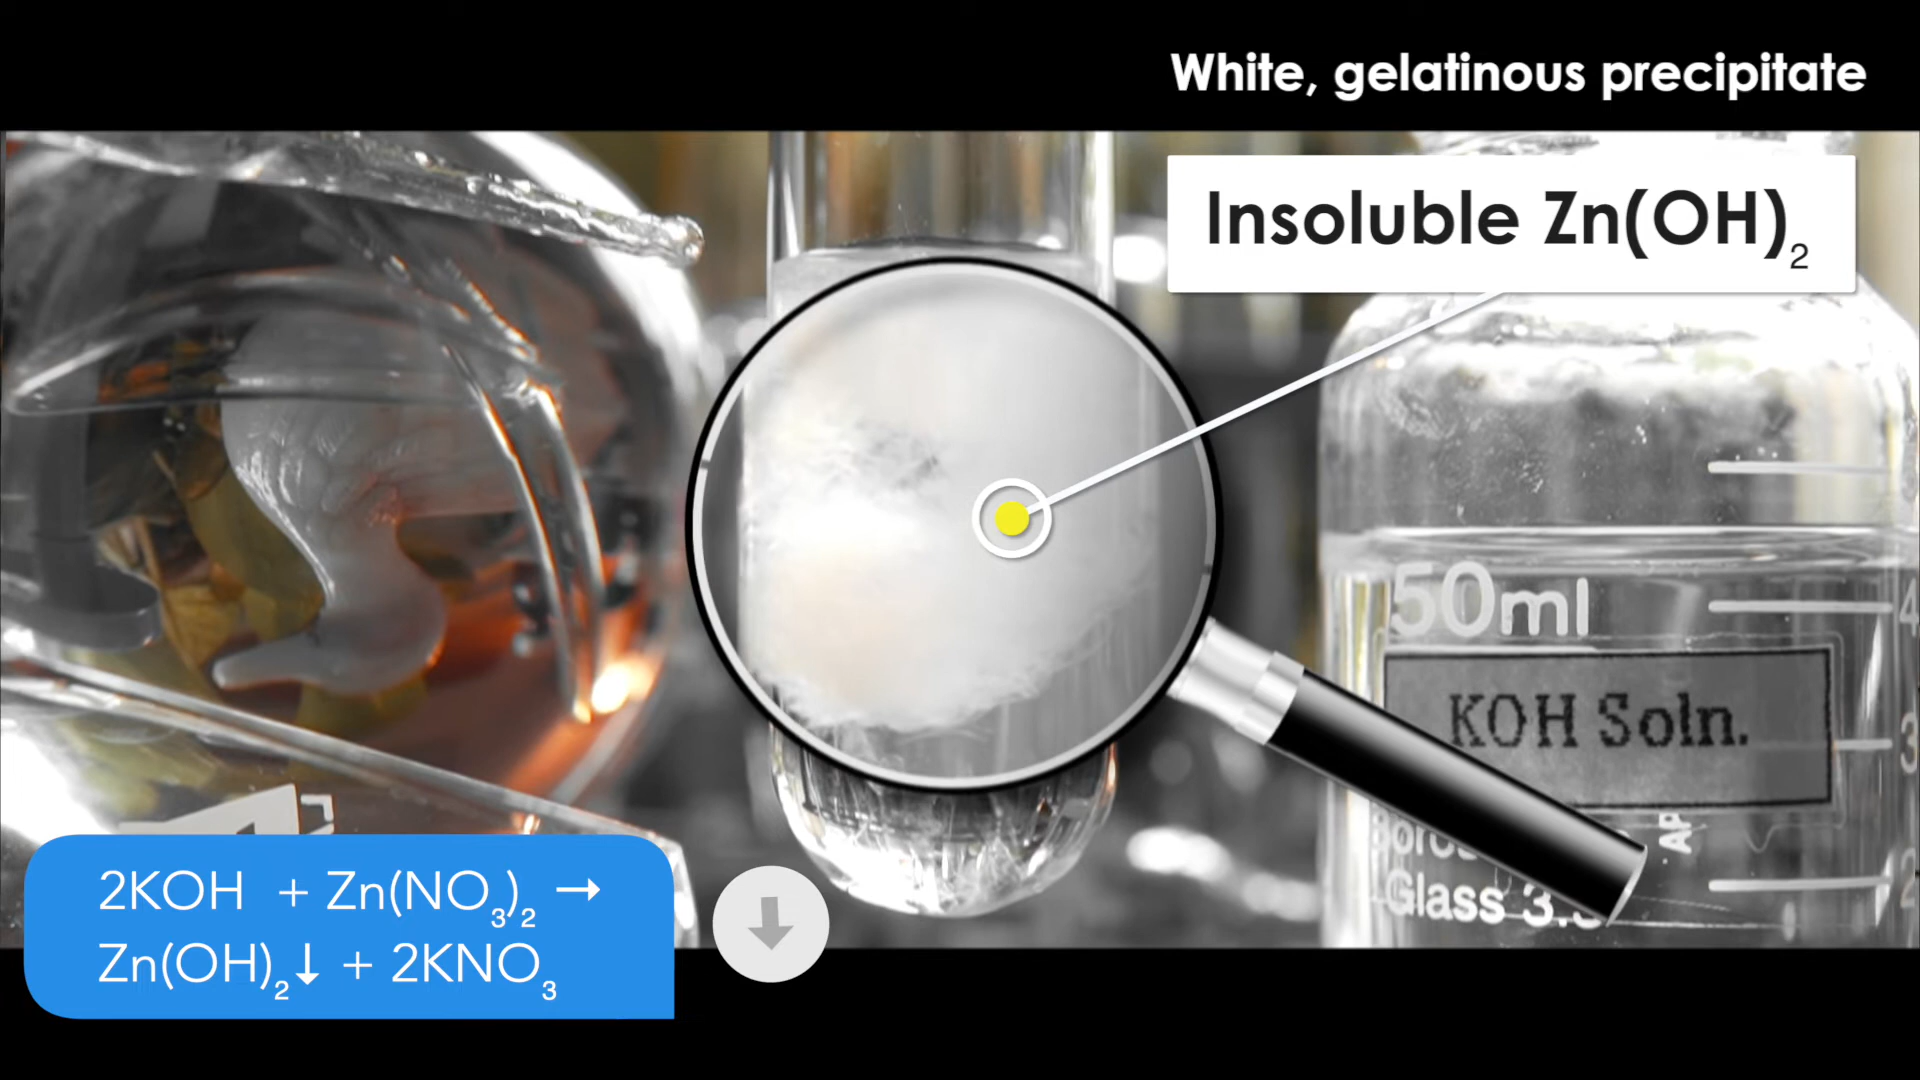 White, gelatinous precipitate
Insoluble Zn(OH)₂
50ml
KOH Soln.
Glass 3.
2KOH + Zn(NO₃)₂ →
Zn(OH)₂↓ + 2KNO₃